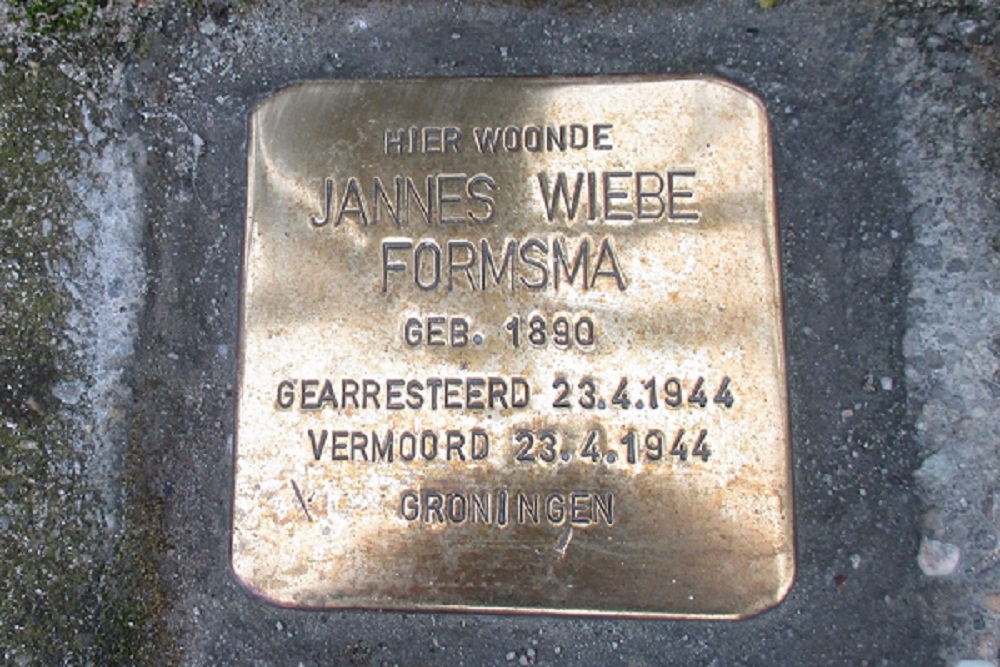 HIER WOONDE
JANNES WIEBE
FORMSMA
GEB. 1890
GEARRESTEERD 23.4.1944
VERMOORD 23.4.1944
GRONINGEN